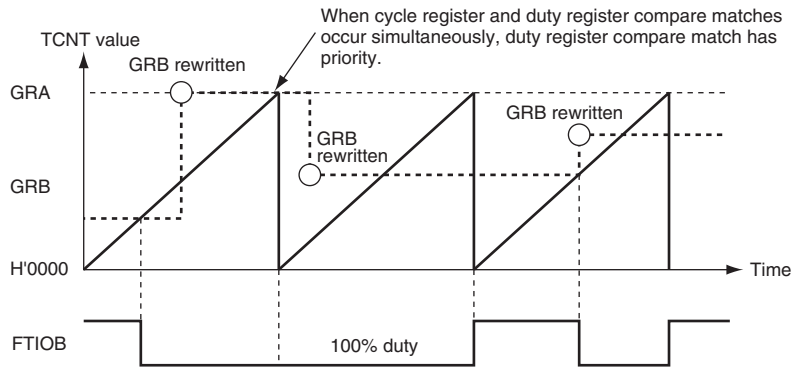 When cycle register and duty register compare matches
occur simultaneously, duty register compare match has
priority.
TCNT value
GRB rewritten
GRA
GRB rewritten
GRB
rewritten
GRB
H'0000
Time
FTIOB
100% duty